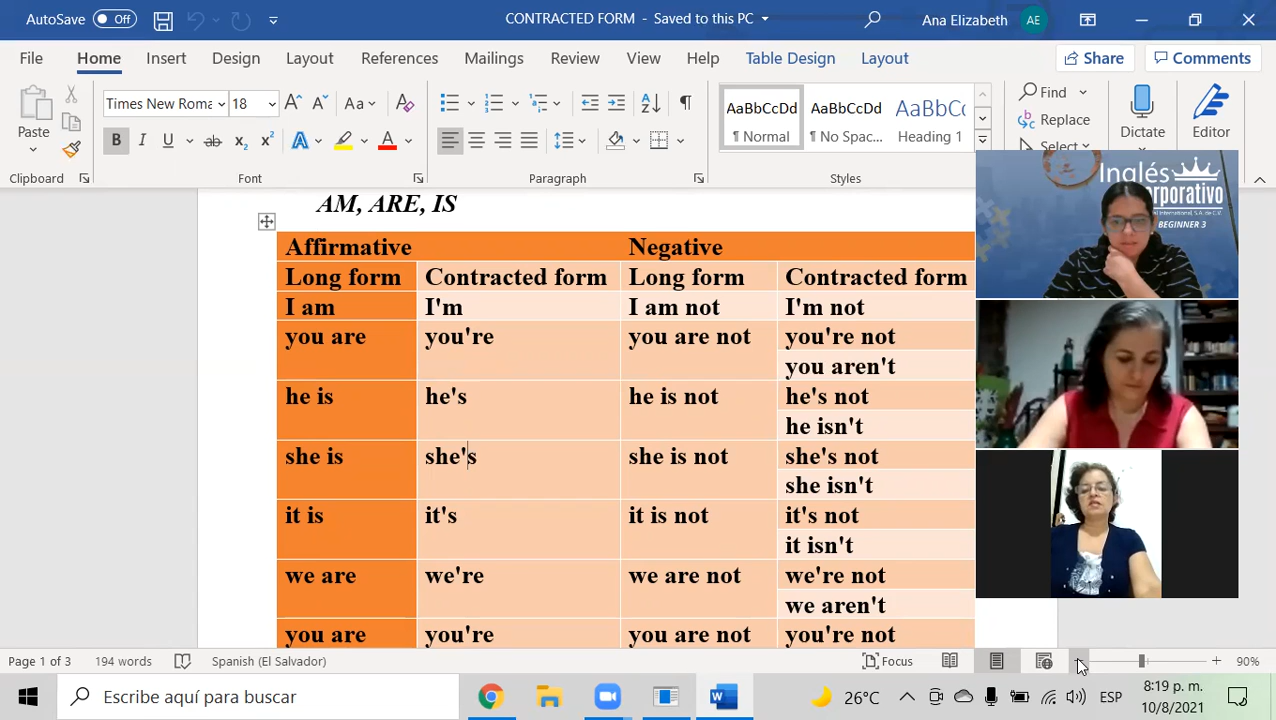 AutoSave Off CONTRACTED FORM - Saved to this PC Ana Elizabeth AE
File Home Insert Design Layout References Mailings Review View Help Table Design Layout Share Comments
Paste
Times New Roma 18
AaBbCcDd AaBbCcDd AaBbCc
¶ Normal ¶ No Spac... Heading 1
Find
Replace
Select
Dictate
Editor
Clipboard Font Paragraph Styles
Inglés
BEGINNER 3
AM, ARE, IS
Affirmative Negative
Long form Contracted form Long form Contracted form
I am I'm I am not I'm not
you are you're you are not you're not
you aren't
he is he's he is not he's not
he isn't
she is she's she is not she's not
she isn't
it is it's it is not it's not
it isn't
we are we're we are not we're not
we aren't
you are you're you are not you're not
Page 1 of 3 194 words Spanish (El Salvador) Focus 90%
Escribe aquí para buscar 26°C ESP 8:19 p. m.
10/8/2021